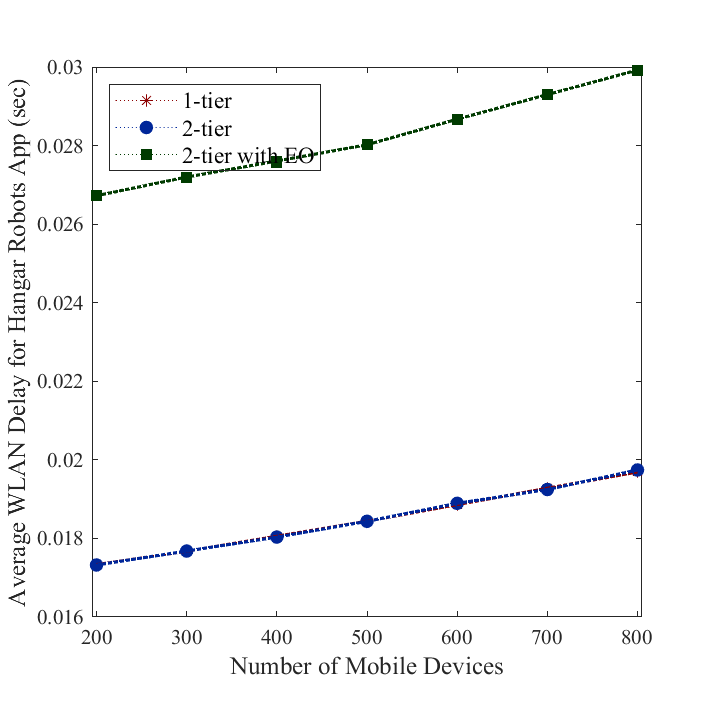 Average WLAN Delay for Hangar Robots App (sec)
0.03
0.028
0.026
0.024
0.022
0.02
0.018
0.016
1-tier
2-tier
2-tier with EO
200 300 400 500 600 700 800
Number of Mobile Devices